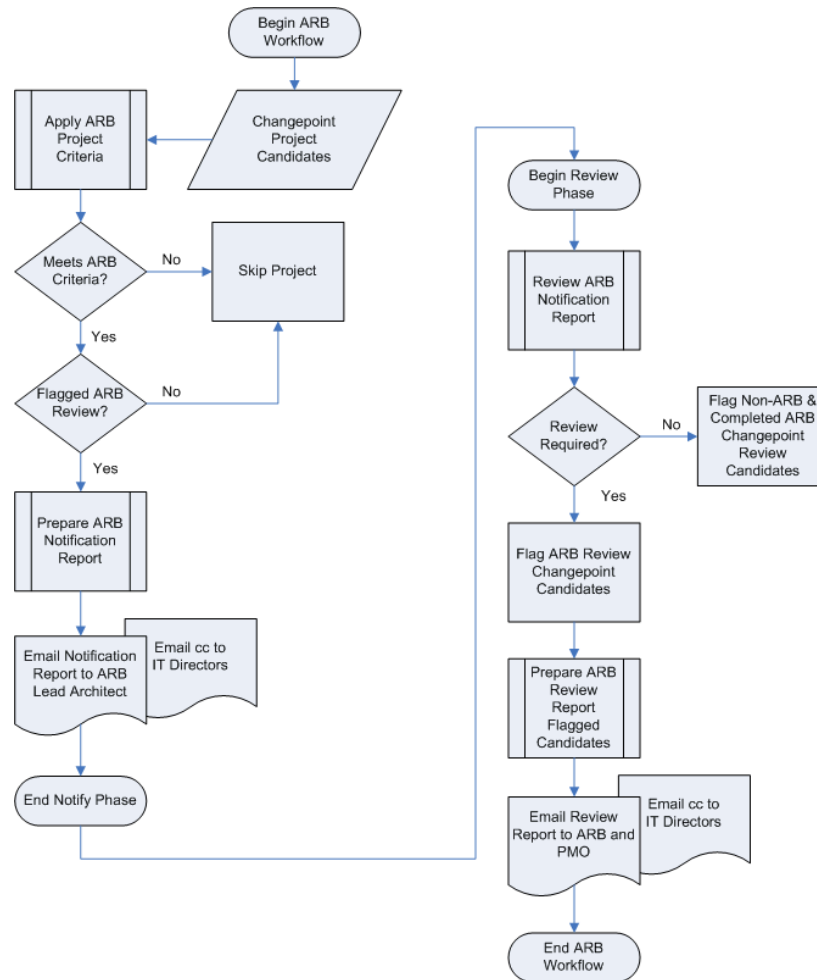 Begin ARB
Workflow
Changepoint
Project
Candidates
Apply ARB
Project
Criteria
Meets ARB
Criteria?
No
Skip Project
Yes
Flagged ARB
Review?
No
Yes
Prepare ARB
Notification
Report
Email Notification
Report to ARB
Lead Architect
Email cc to
IT Directors
End Notify Phase
Begin Review
Phase
Review ARB
Notification
Report
Review
Required?
No
Flag Non-ARB &
Completed ARB
Changepoint
Review
Candidates
Yes
Flag ARB Review
Changepoint
Candidates
Prepare ARB
Review
Report
Flagged
Candidates
Email Review
Report to ARB and
PMO
Email cc to
IT Directors
End ARB
Workflow